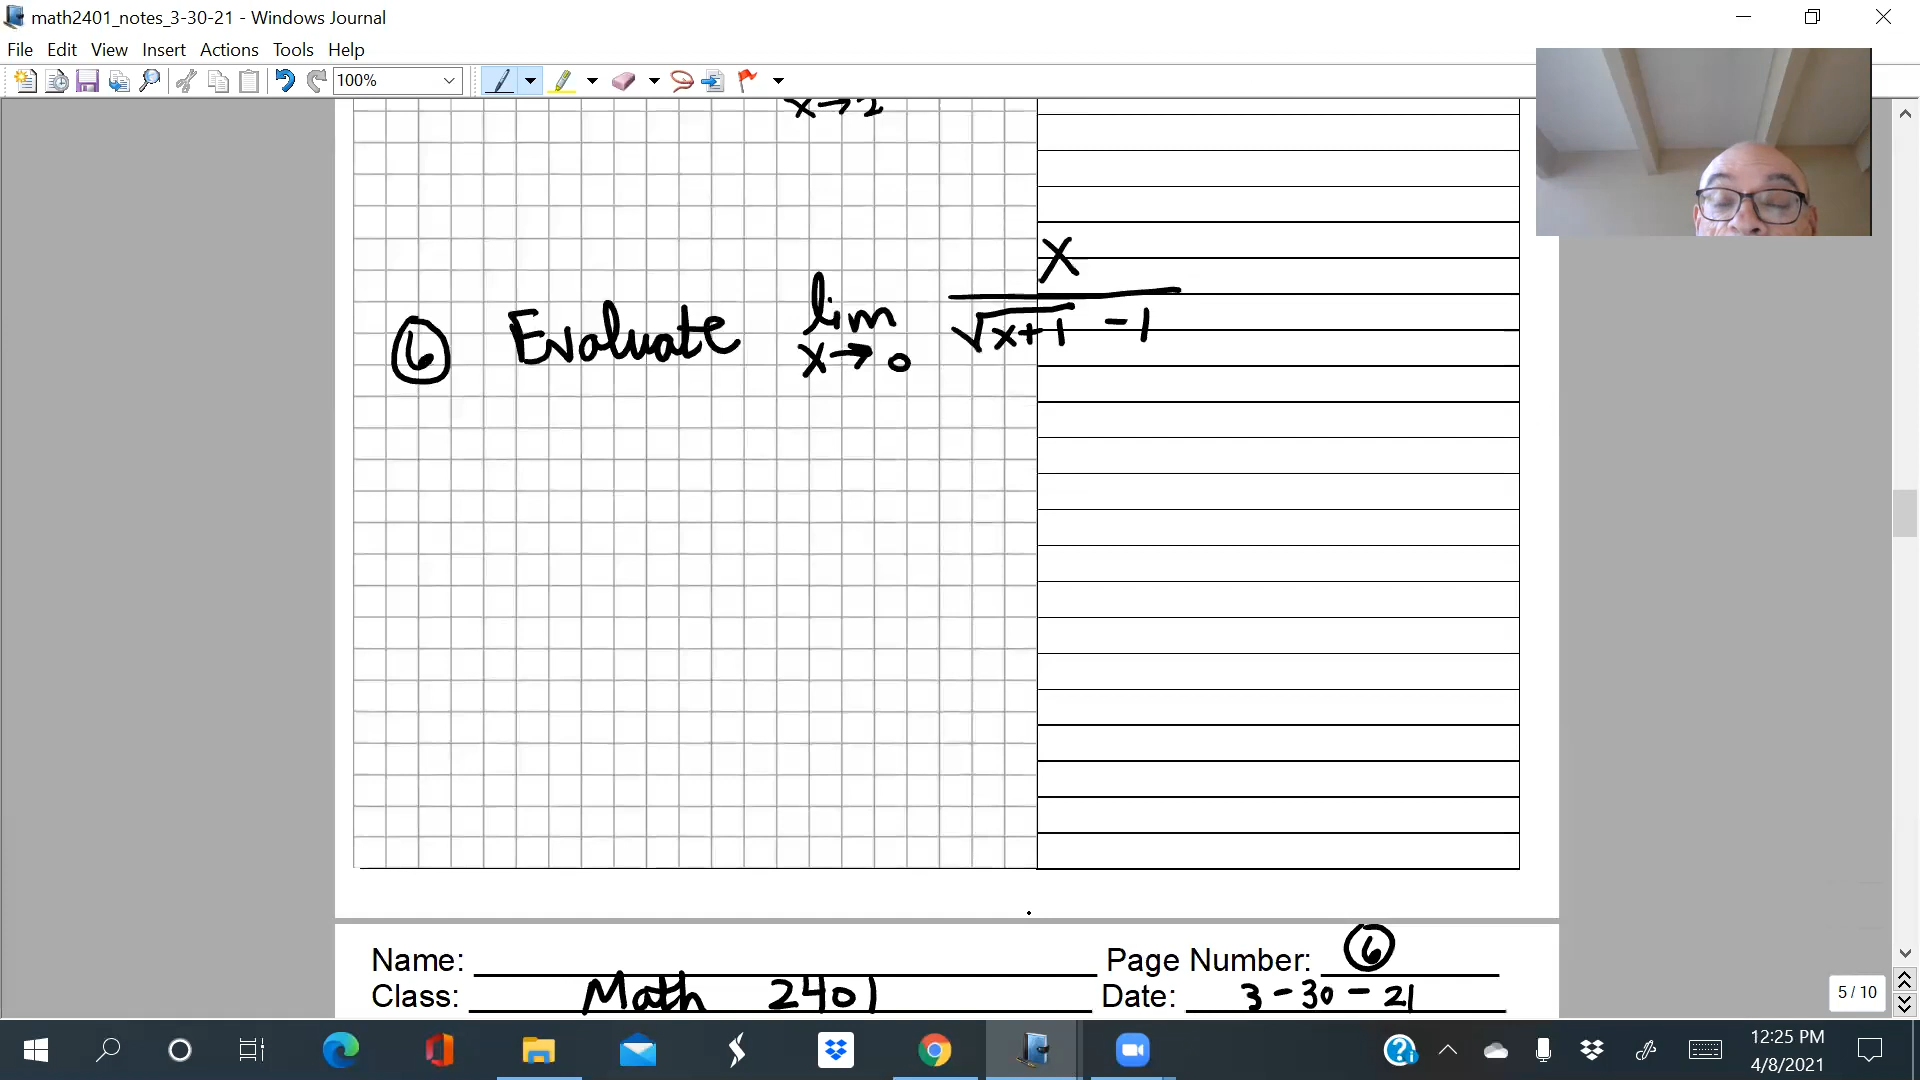 math2401_notes_3-30-21 - Windows Journal
File Edit View Insert Actions Tools Help
100%
x→2
⑥ Evaluate lim x→0 x / (√x+1 - 1)
Name:
Page Number: ⑥
Class: Math 2401
Date: 3-30-21
5 / 10
12:25 PM
4/8/2021